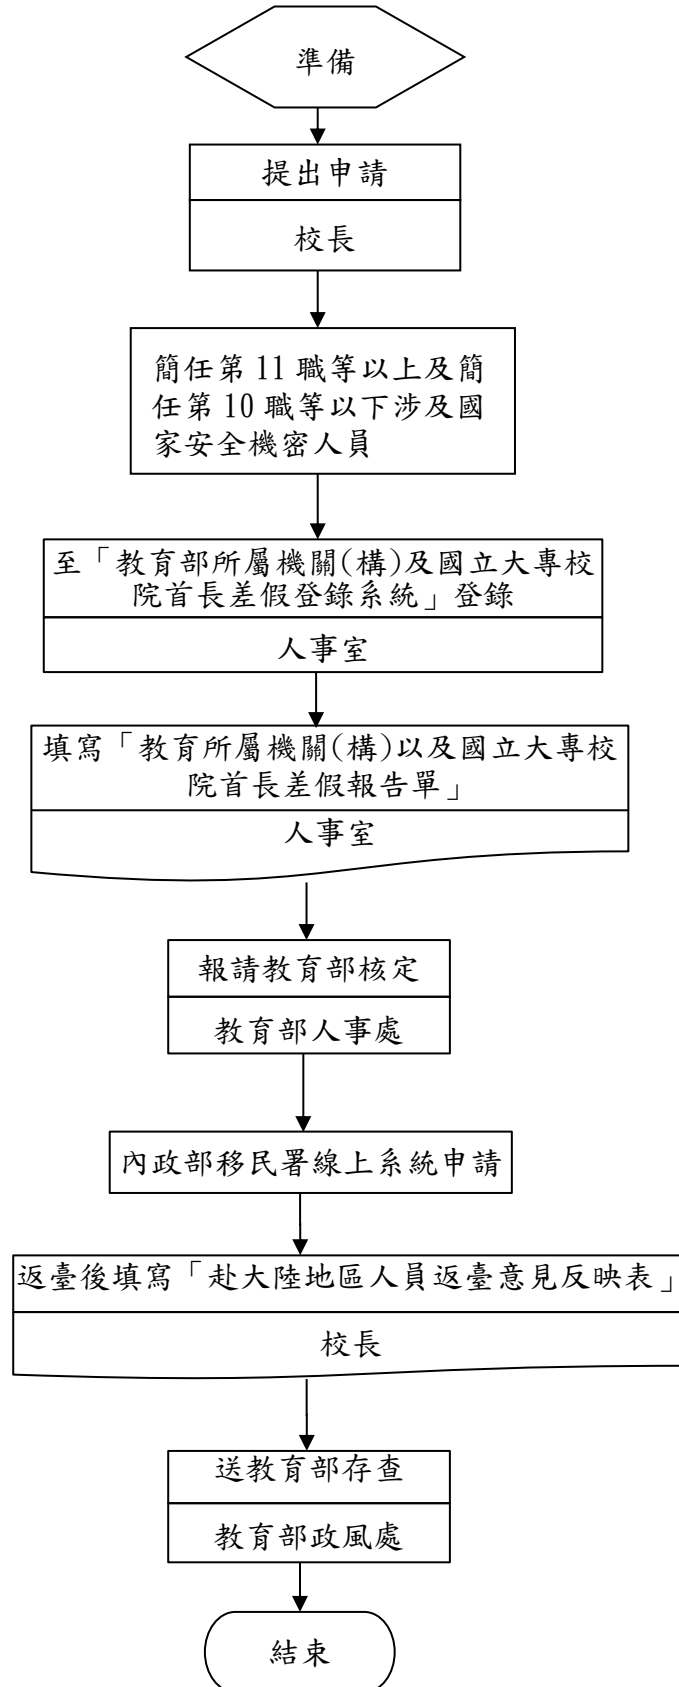 準備
提出申請
校長
簡任第 11 職等以上及簡
任第 10 職等以下涉及國
家安全機密人員
至「教育部所屬機關(構)及國立大專校
院首長差假登錄系統」登錄
人事室
填寫「教育所屬機關(構)以及國立大專校
院首長差假報告單」
人事室
報請教育部核定
教育部人事處
內政部移民署線上系統申請
返臺後填寫「赴大陸地區人員返臺意見反映表」
校長
送教育部存查
教育部政風處
結束